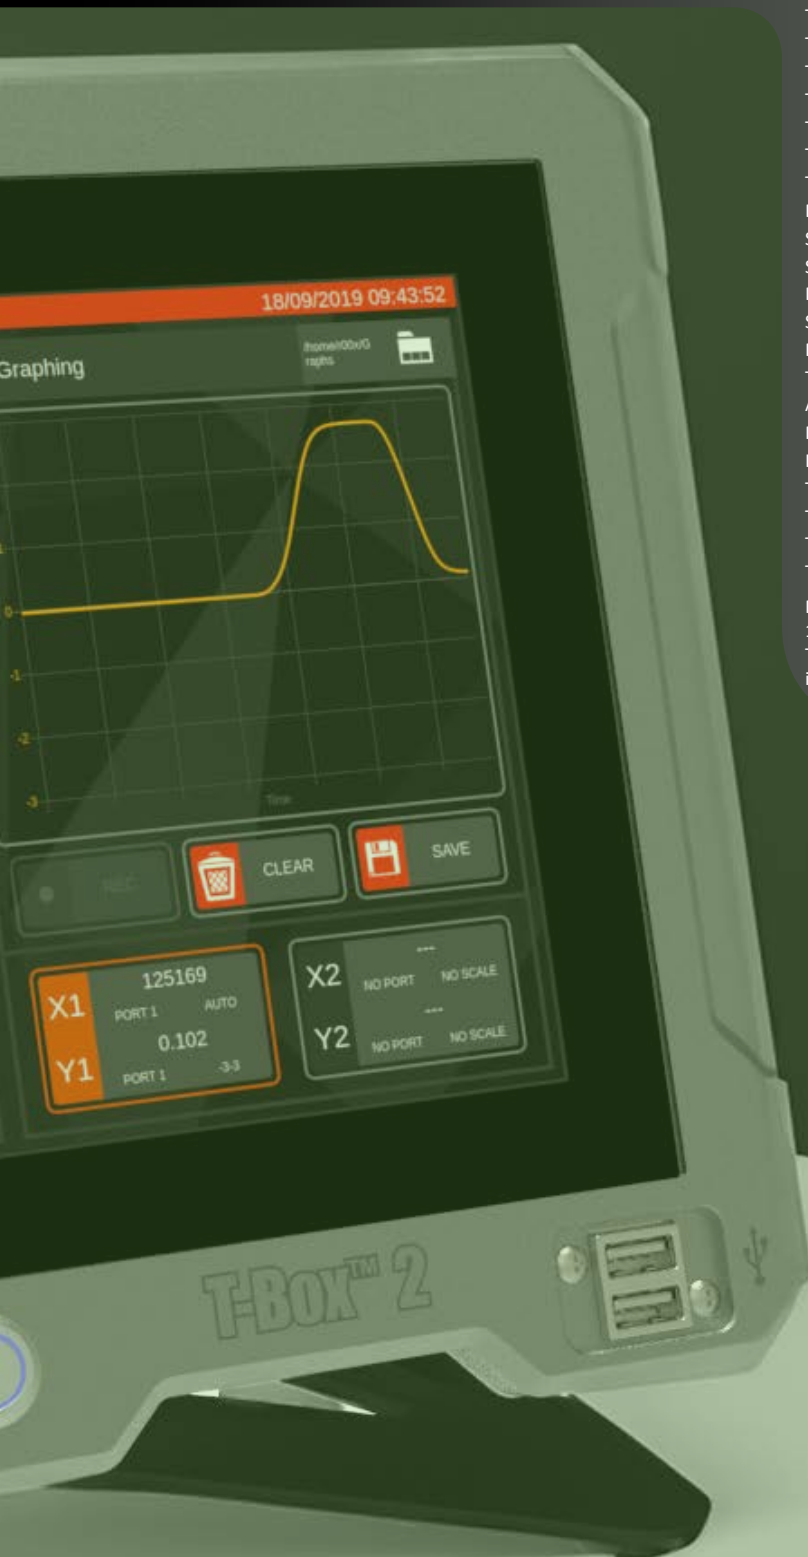 18/09/2019 09:43:52
Graphing
/home/r00x/G
raphs
0
-1
-2
-3
Time
CLEAR
SAVE
X1
125169
PORT 1 AUTO
Y1
0.102
PORT 1 -3-3
X2
---
NO PORT NO SCALE
Y2
---
NO PORT NO SCALE
T-Box™ 2